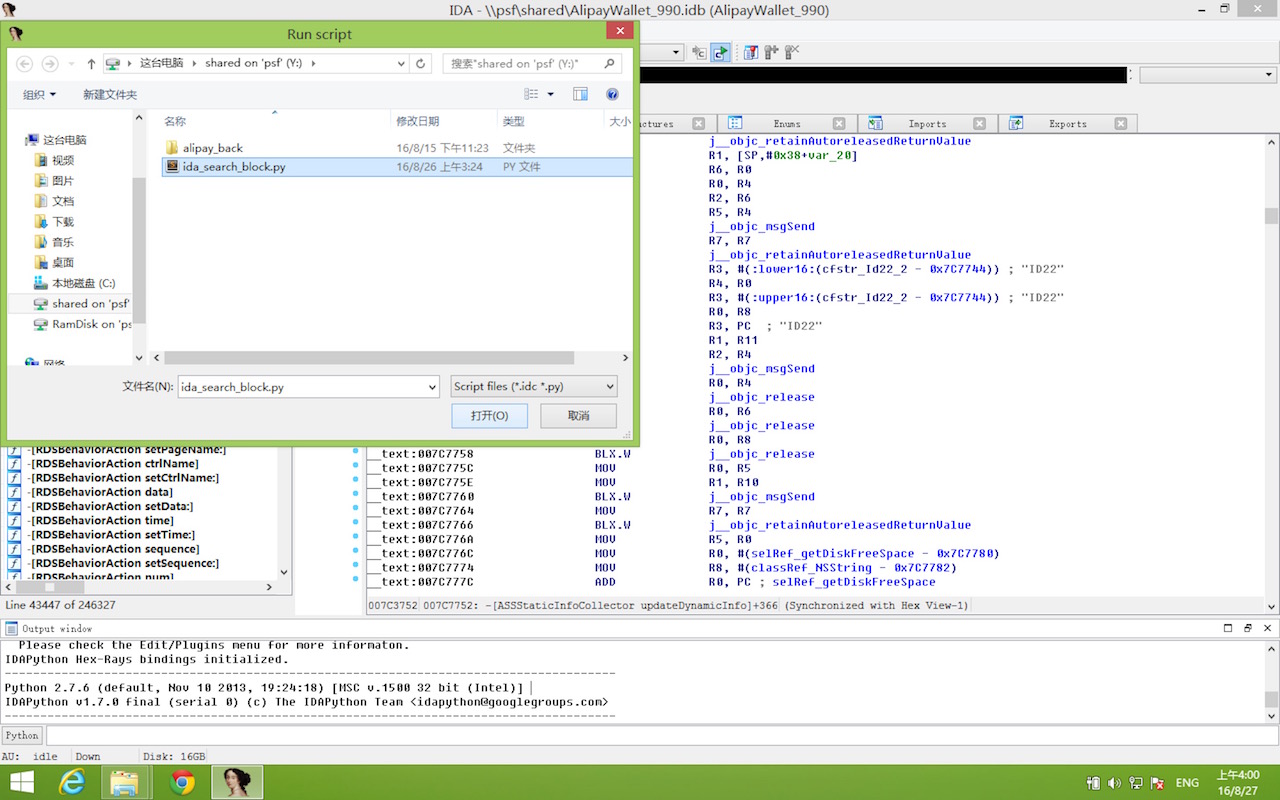 IDA - \\psf\shared\AlipayWallet_990.idb (AlipayWallet_990)
Run script
这台电脑 shared on 'psf' (Y:)
搜索"shared on 'psf' (Y:)"
组织 新建文件夹
名称 修改日期 类型 大小
alipay_back 16/8/15 下午11:23 文件夹
ida_search_block.py 16/8/26 上午3:24 PY 文件
这台电脑
视频
图片
文档
下载
音乐
桌面
本地磁盘 (C:)
shared on 'psf'
RamDisk on 'ps
网络
文件名(N): ida_search_block.py Script files (*.idc *.py)
打开(O) 取消
ctures Enums Imports Exports
j__objc_retainAutoreleasedReturnValue
R1, [SP,#0x38+var_20]
R6, R0
R0, R4
R2, R6
R5, R4
j__objc_msgSend
R7, R7
j__objc_retainAutoreleasedReturnValue
R3, #(:lower16:(cfstr_Id22_2 - 0x7C7744)) ; "ID22"
R4, R0
R3, #(:upper16:(cfstr_Id22_2 - 0x7C7744)) ; "ID22"
R0, R8
R3, PC ; "ID22"
R1, R11
R2, R4
j__objc_msgSend
R0, R4
j__objc_release
R0, R6
j__objc_release
R0, R8
__text:007C7758 BLX.W j__objc_release
__text:007C775C MOV R0, R5
__text:007C775E MOV R1, R10
__text:007C7760 BLX.W j__objc_msgSend
__text:007C7764 MOV R7, R7
__text:007C7766 BLX.W j__objc_retainAutoreleasedReturnValue
__text:007C776A MOV R5, R0
__text:007C776C MOV R0, #(selRef_getDiskFreeSpace - 0x7C7780)
__text:007C7774 MOV R8, #(classRef_NSString - 0x7C7782)
__text:007C777C ADD R0, PC ; selRef_getDiskFreeSpace
-[RDSBehaviorAction setPageName:]
-[RDSBehaviorAction ctrlName]
-[RDSBehaviorAction setCtrlName:]
-[RDSBehaviorAction data]
-[RDSBehaviorAction setData:]
-[RDSBehaviorAction time]
-[RDSBehaviorAction setTime:]
-[RDSBehaviorAction sequence]
-[RDSBehaviorAction setSequence:]
-[RDSBehaviorAction num]
Line 43447 of 246327
007C3752 007C7752: -[ASSStaticInfoCollector updateDynamicInfo]+366 (Synchronized with Hex View-1)
Output window
Please check the Edit/Plugins menu for more informaton.
IDAPython Hex-Rays bindings initialized.
---------------------------------------------------------------------------------------------
Python 2.7.6 (default, Nov 10 2013, 19:24:18) [MSC v.1500 32 bit (Intel)]
IDAPython v1.7.0 final (serial 0) (c) The IDAPython Team <idapython@googlegroups.com>
---------------------------------------------------------------------------------------------
Python
AU: idle Down Disk: 16GB
ENG
上午4:00
16/8/27